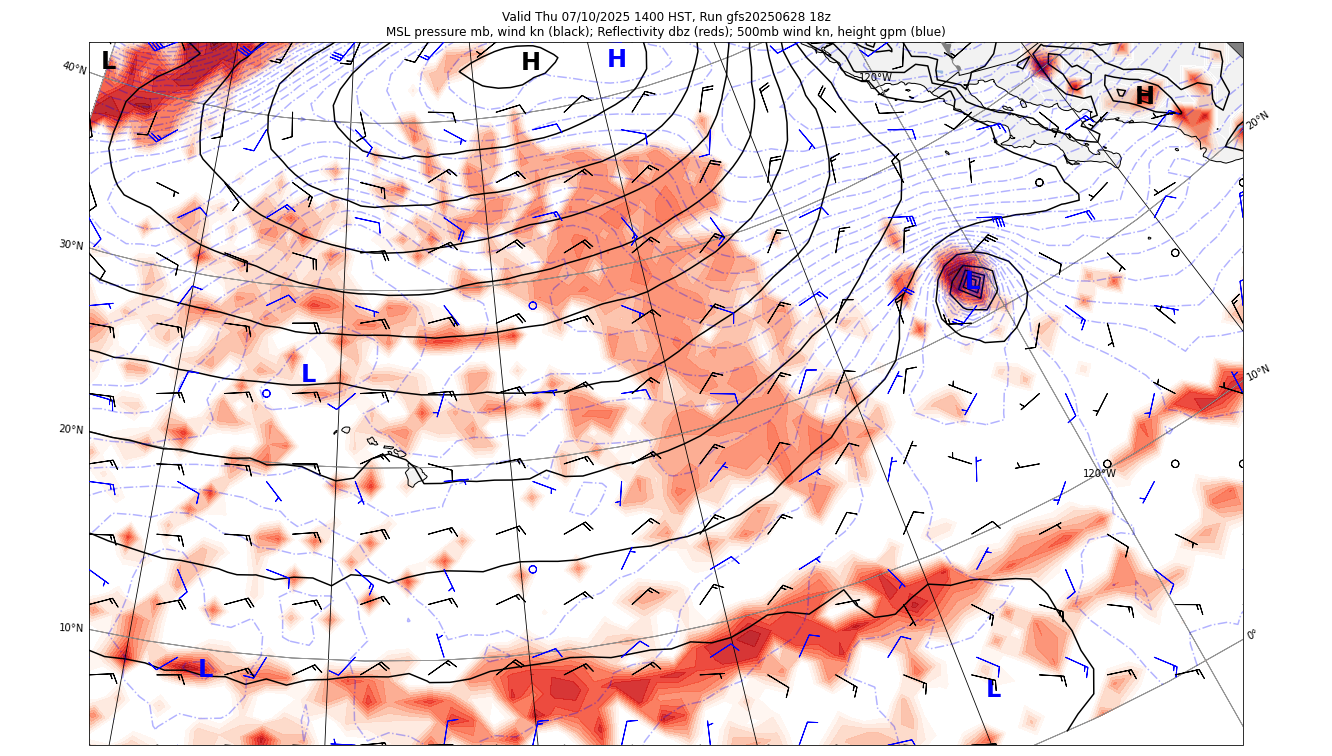 Valid Thu 07/10/2025 1400 HST, Run gfs20250628 18z
MSL pressure mb, wind kn (black); Reflectivity dbz (reds); 500mb wind kn, height gpm (blue)
L
H
H
40°N
120°W
H
20°N
30°N
L
L
10°N
20°N
120°W
10°N
0°
L
L